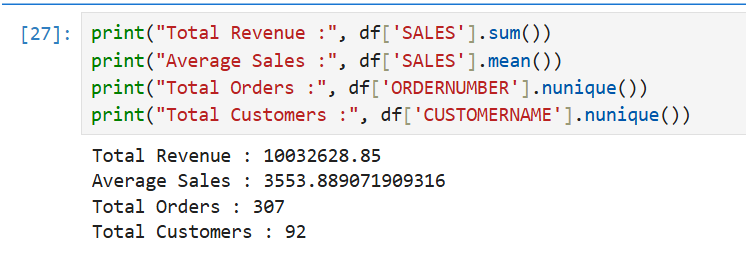 [27]: print("Total Revenue :", df['SALES'].sum())
print("Average Sales :", df['SALES'].mean())
print("Total Orders :", df['ORDERNUMBER'].nunique())
print("Total Customers :", df['CUSTOMERNAME'].nunique())
Total Revenue : 10032628.85
Average Sales : 3553.889071909316
Total Orders : 307
Total Customers : 92